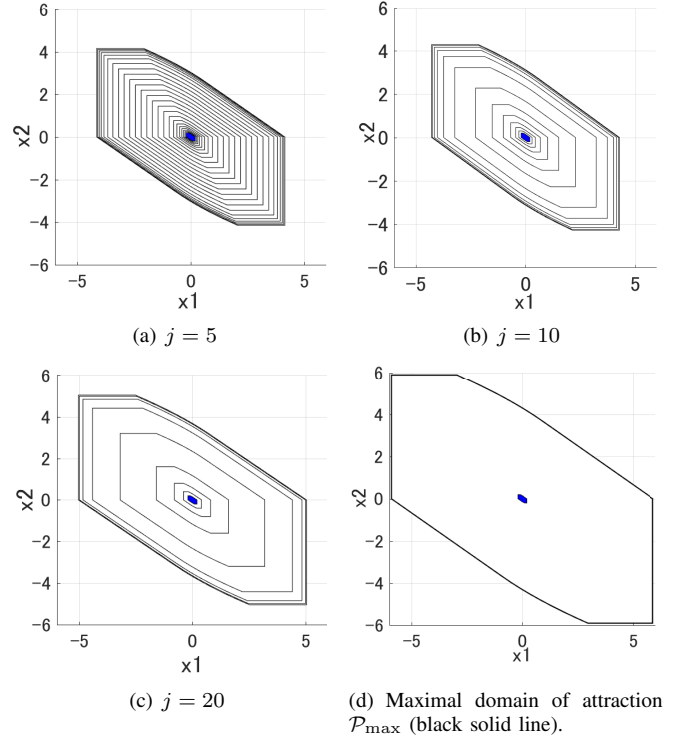 6
4
2
0
−2
−4
−6
x2
−5 0 5
x1
(a) j = 5
6
4
2
0
−2
−4
−6
x2
−5 0 5
x1
(b) j = 10
6
4
2
0
−2
−4
−6
x2
−5 0 5
x1
(c) j = 20
6
4
2
0
−2
−4
−6
x2
−5 0 5
x1
(d) Maximal domain of attraction
𝒫max (black solid line).